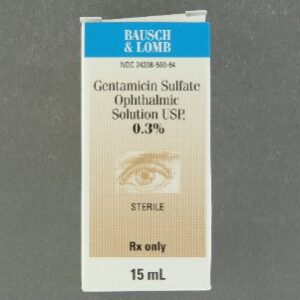 BAUSCH
& LOMB
NDC 24208-580-64
Gentamicin Sulfate
Ophthalmic
Solution USP,
0.3%
STERILE
Rx only
15 mL